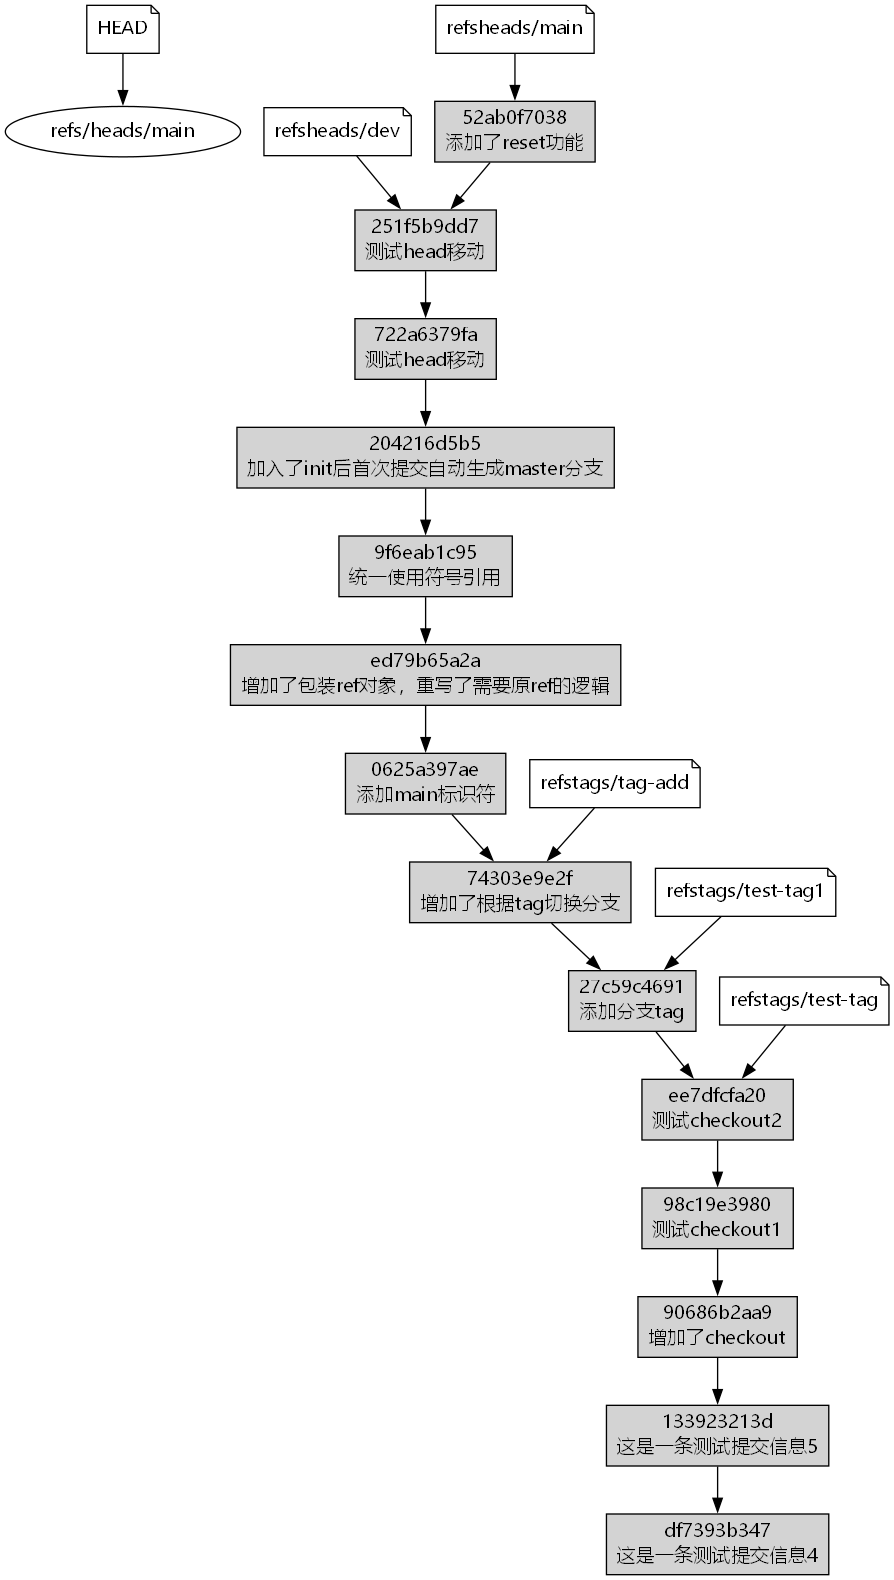 HEAD
refsheads/main
refs/heads/main
refsheads/dev
52ab0f7038
添加了reset功能
251f5b9dd7
测试head移动
722a6379fa
测试head移动
204216d5b5
加入了init后首次提交自动生成master分支
9f6eab1c95
统一使用符号引用
ed79b65a2a
增加了包装ref对象，重写了需要原ref的逻辑
0625a397ae
添加main标识符
refstags/tag-add
74303e9e2f
增加了根据tag切换分支
refstags/test-tag1
27c59c4691
添加分支tag
refstags/test-tag
ee7dfcfa20
测试checkout2
98c19e3980
测试checkout1
90686b2aa9
增加了checkout
133923213d
这是一条测试提交信息5
df7393b347
这是一条测试提交信息4